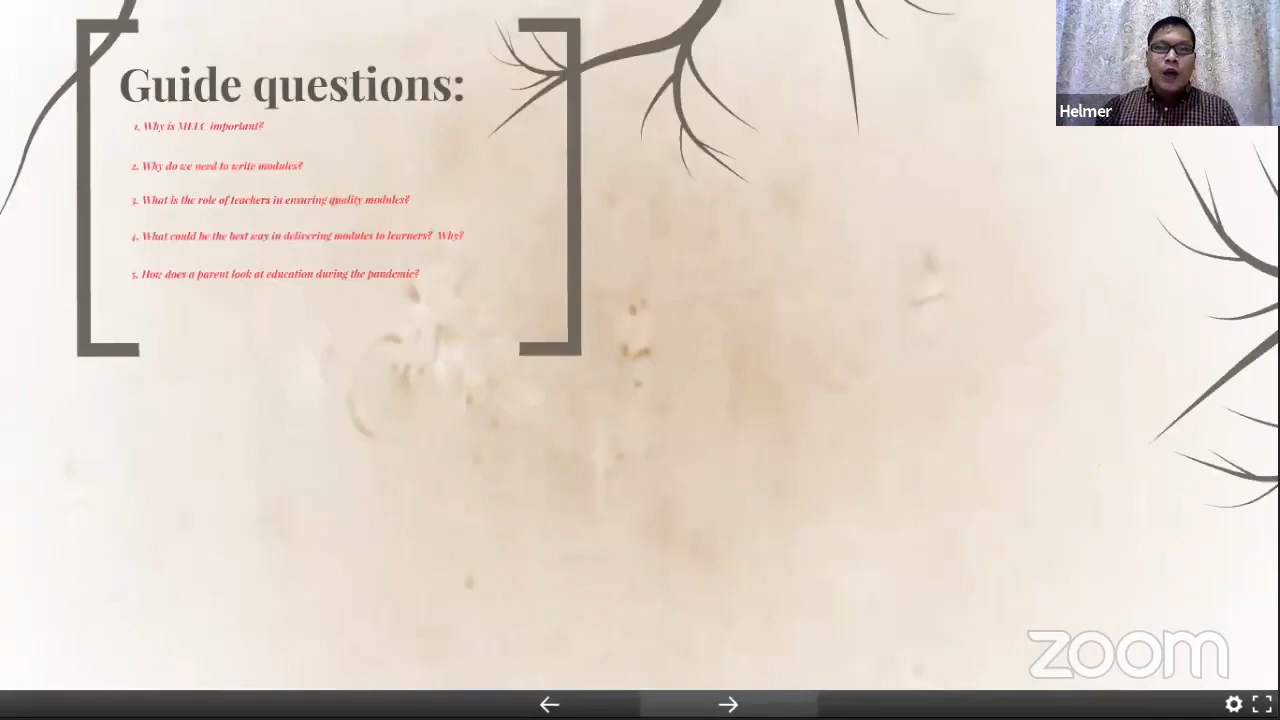 Guide questions:
1. Why is MELC important?
2. Why do we need to write modules?
3. What is the role of teachers in ensuring quality modules?
4. What could be the best way in delivering modules to learners? Why?
5. How does a parent look at education during the pandemic?
Helmer
zoom